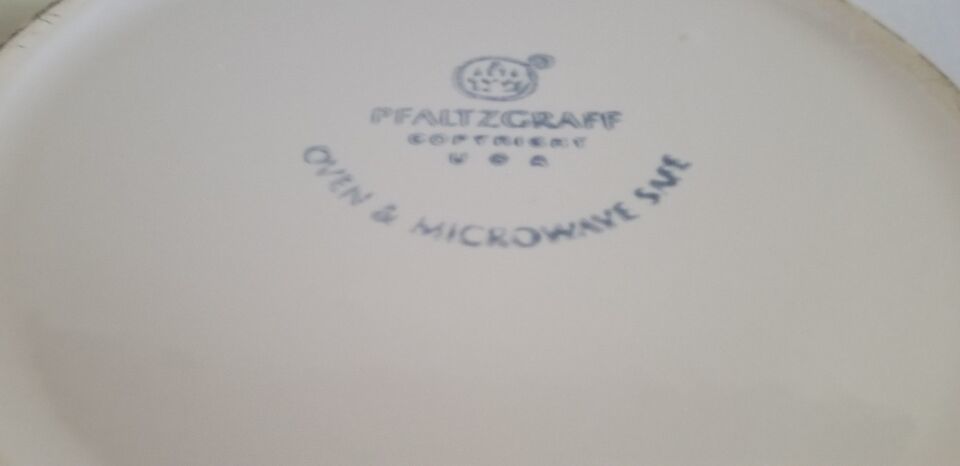 PFALTZGRAFF
COPYRIGHT
USA
OVEN & MICROWAVE SAFE